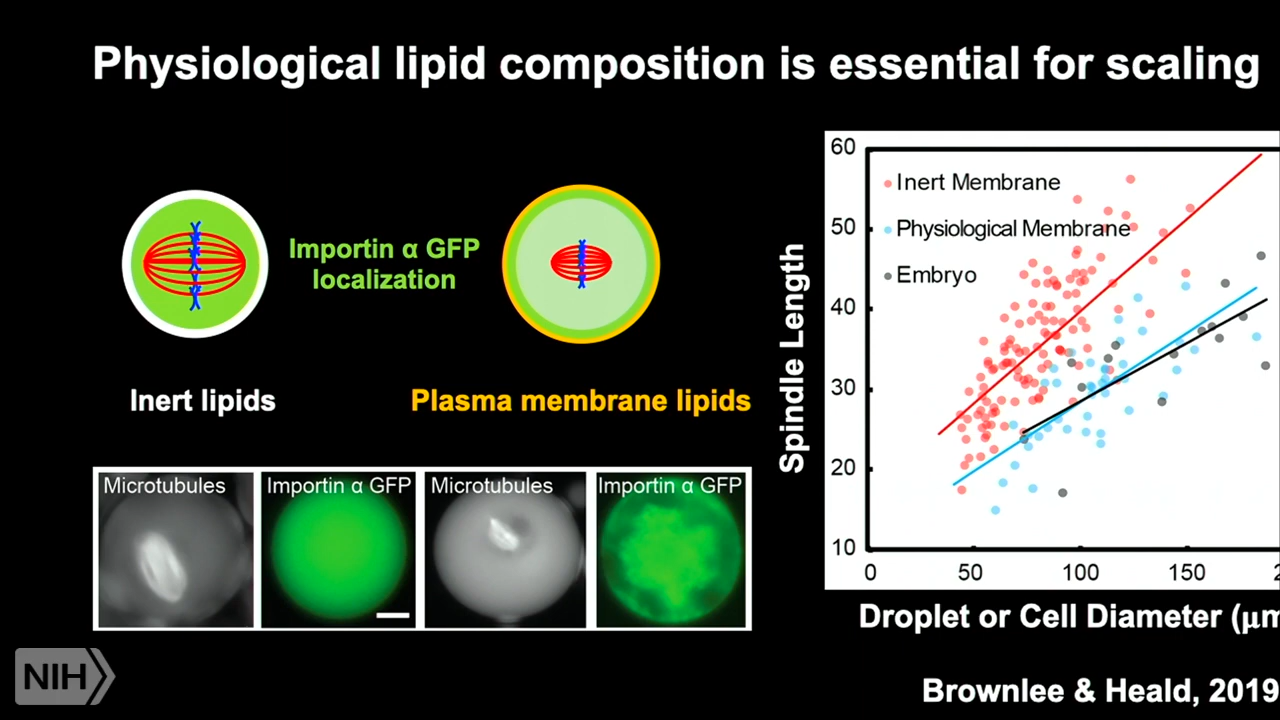 Physiological lipid composition is essential for scaling
Importin α GFP
localization
Inert lipids
Plasma membrane lipids
Microtubules
Importin α GFP
Microtubules
Importin α GFP
Spindle Length
60
50
40
30
20
10
Inert Membrane
Physiological Membrane
Embryo
0
50
100
150
2
Droplet or Cell Diameter (μm
Brownlee & Heald, 2019
NIH